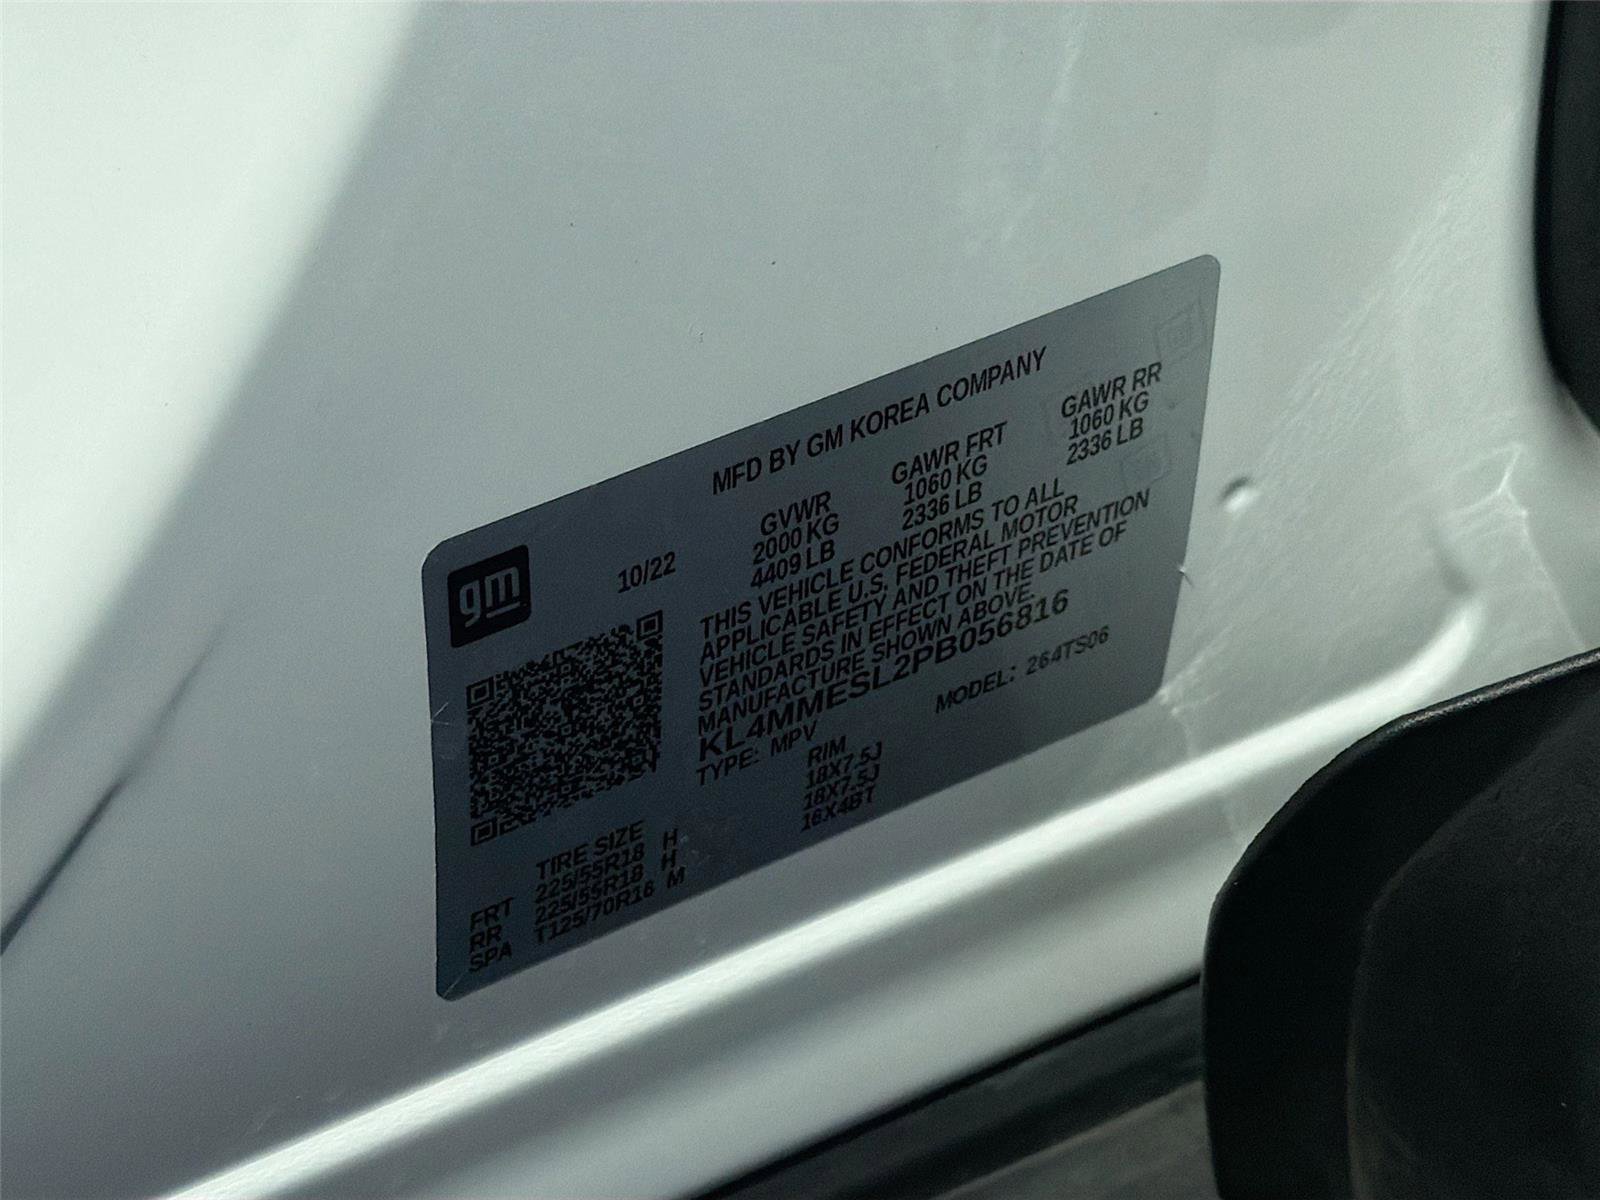 MFD BY GM KOREA COMPANY
gm
10/22
GVWR GAWR FRT GAWR RR
2000 KG 1060 KG 1060 KG
4409 LB 2336 LB 2336 LB
THIS VEHICLE CONFORMS TO ALL
APPLICABLE U.S. FEDERAL MOTOR
VEHICLE SAFETY AND THEFT PREVENTION
STANDARDS IN EFFECT ON THE DATE OF
MANUFACTURE SHOWN ABOVE.
KL4MMESL2PB056816
TYPE: MPV MODEL: 264TS06
TIRE SIZE RIM
FRT 225/55R18 H 18X7.5J
RR 225/55R18 H 18X7.5J
SPA T125/70R16 M 16X4BT